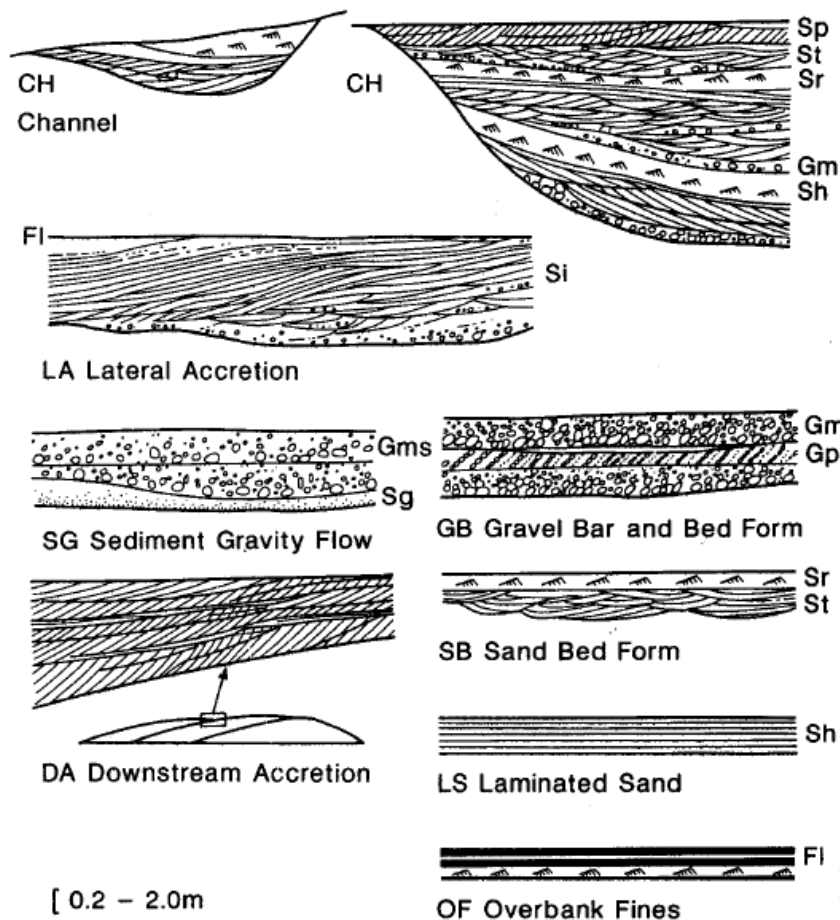 Sp
St
Sr
CH
CH
Channel
Gm
Sh
Fl
Si
LA Lateral Accretion
Gms
Sg
SG Sediment Gravity Flow
Gm
Gp
GB Gravel Bar and Bed Form
Sr
St
SB Sand Bed Form
DA Downstream Accretion
Sh
LS Laminated Sand
Fl
OF Overbank Fines
[ 0.2 – 2.0m